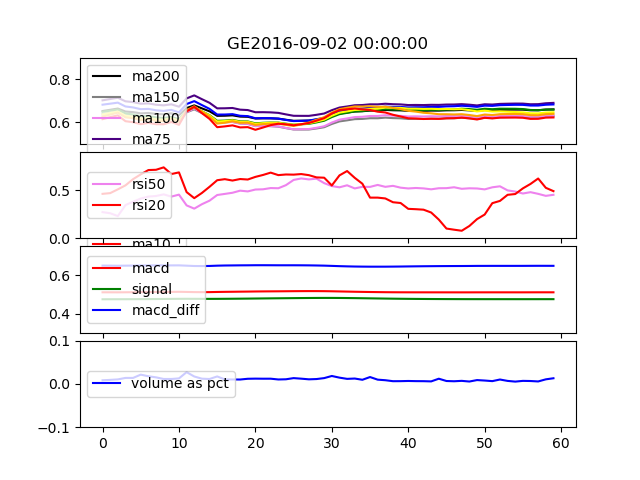 GE2016-09-02 00:00:00
0.8
0.6
ma200
ma150
ma100
ma75
0.5
0.0
rsi50
rsi20
ma10
0.6
0.4
macd
signal
macd_diff
0.1
0.0
−0.1
volume as pct
0 10 20 30 40 50 60